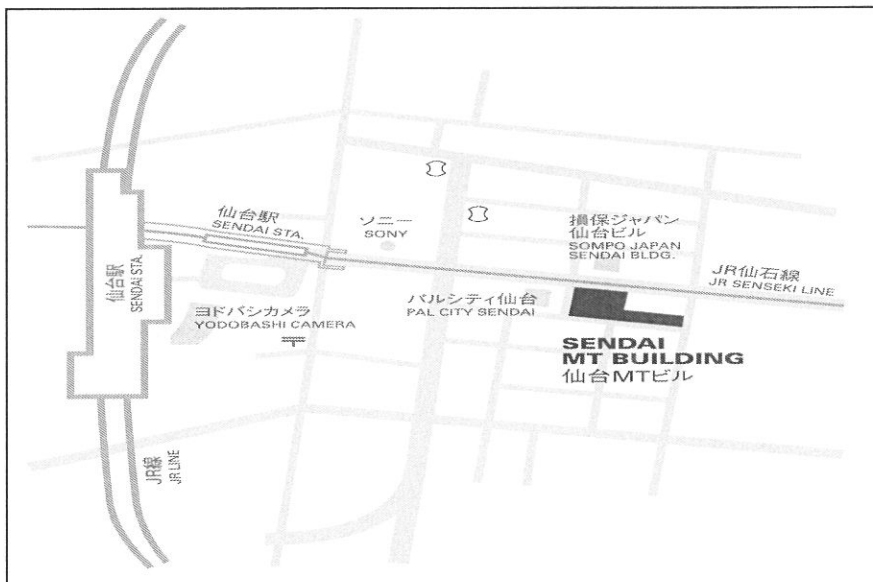 仙台駅
SENDAI STA.
ソニー
SONY
損保ジャパン
仙台ビル
SOMPO JAPAN
SENDAI BLDG.
仙台駅
SENDAI STA.
JR仙石線
JR SENSEKI LINE
ヨドバシカメラ
YODOBASHI CAMERA
パルシティ仙台
PAL CITY SENDAI
SENDAI
MT BUILDING
仙台MTビル
JR線
JR LINE